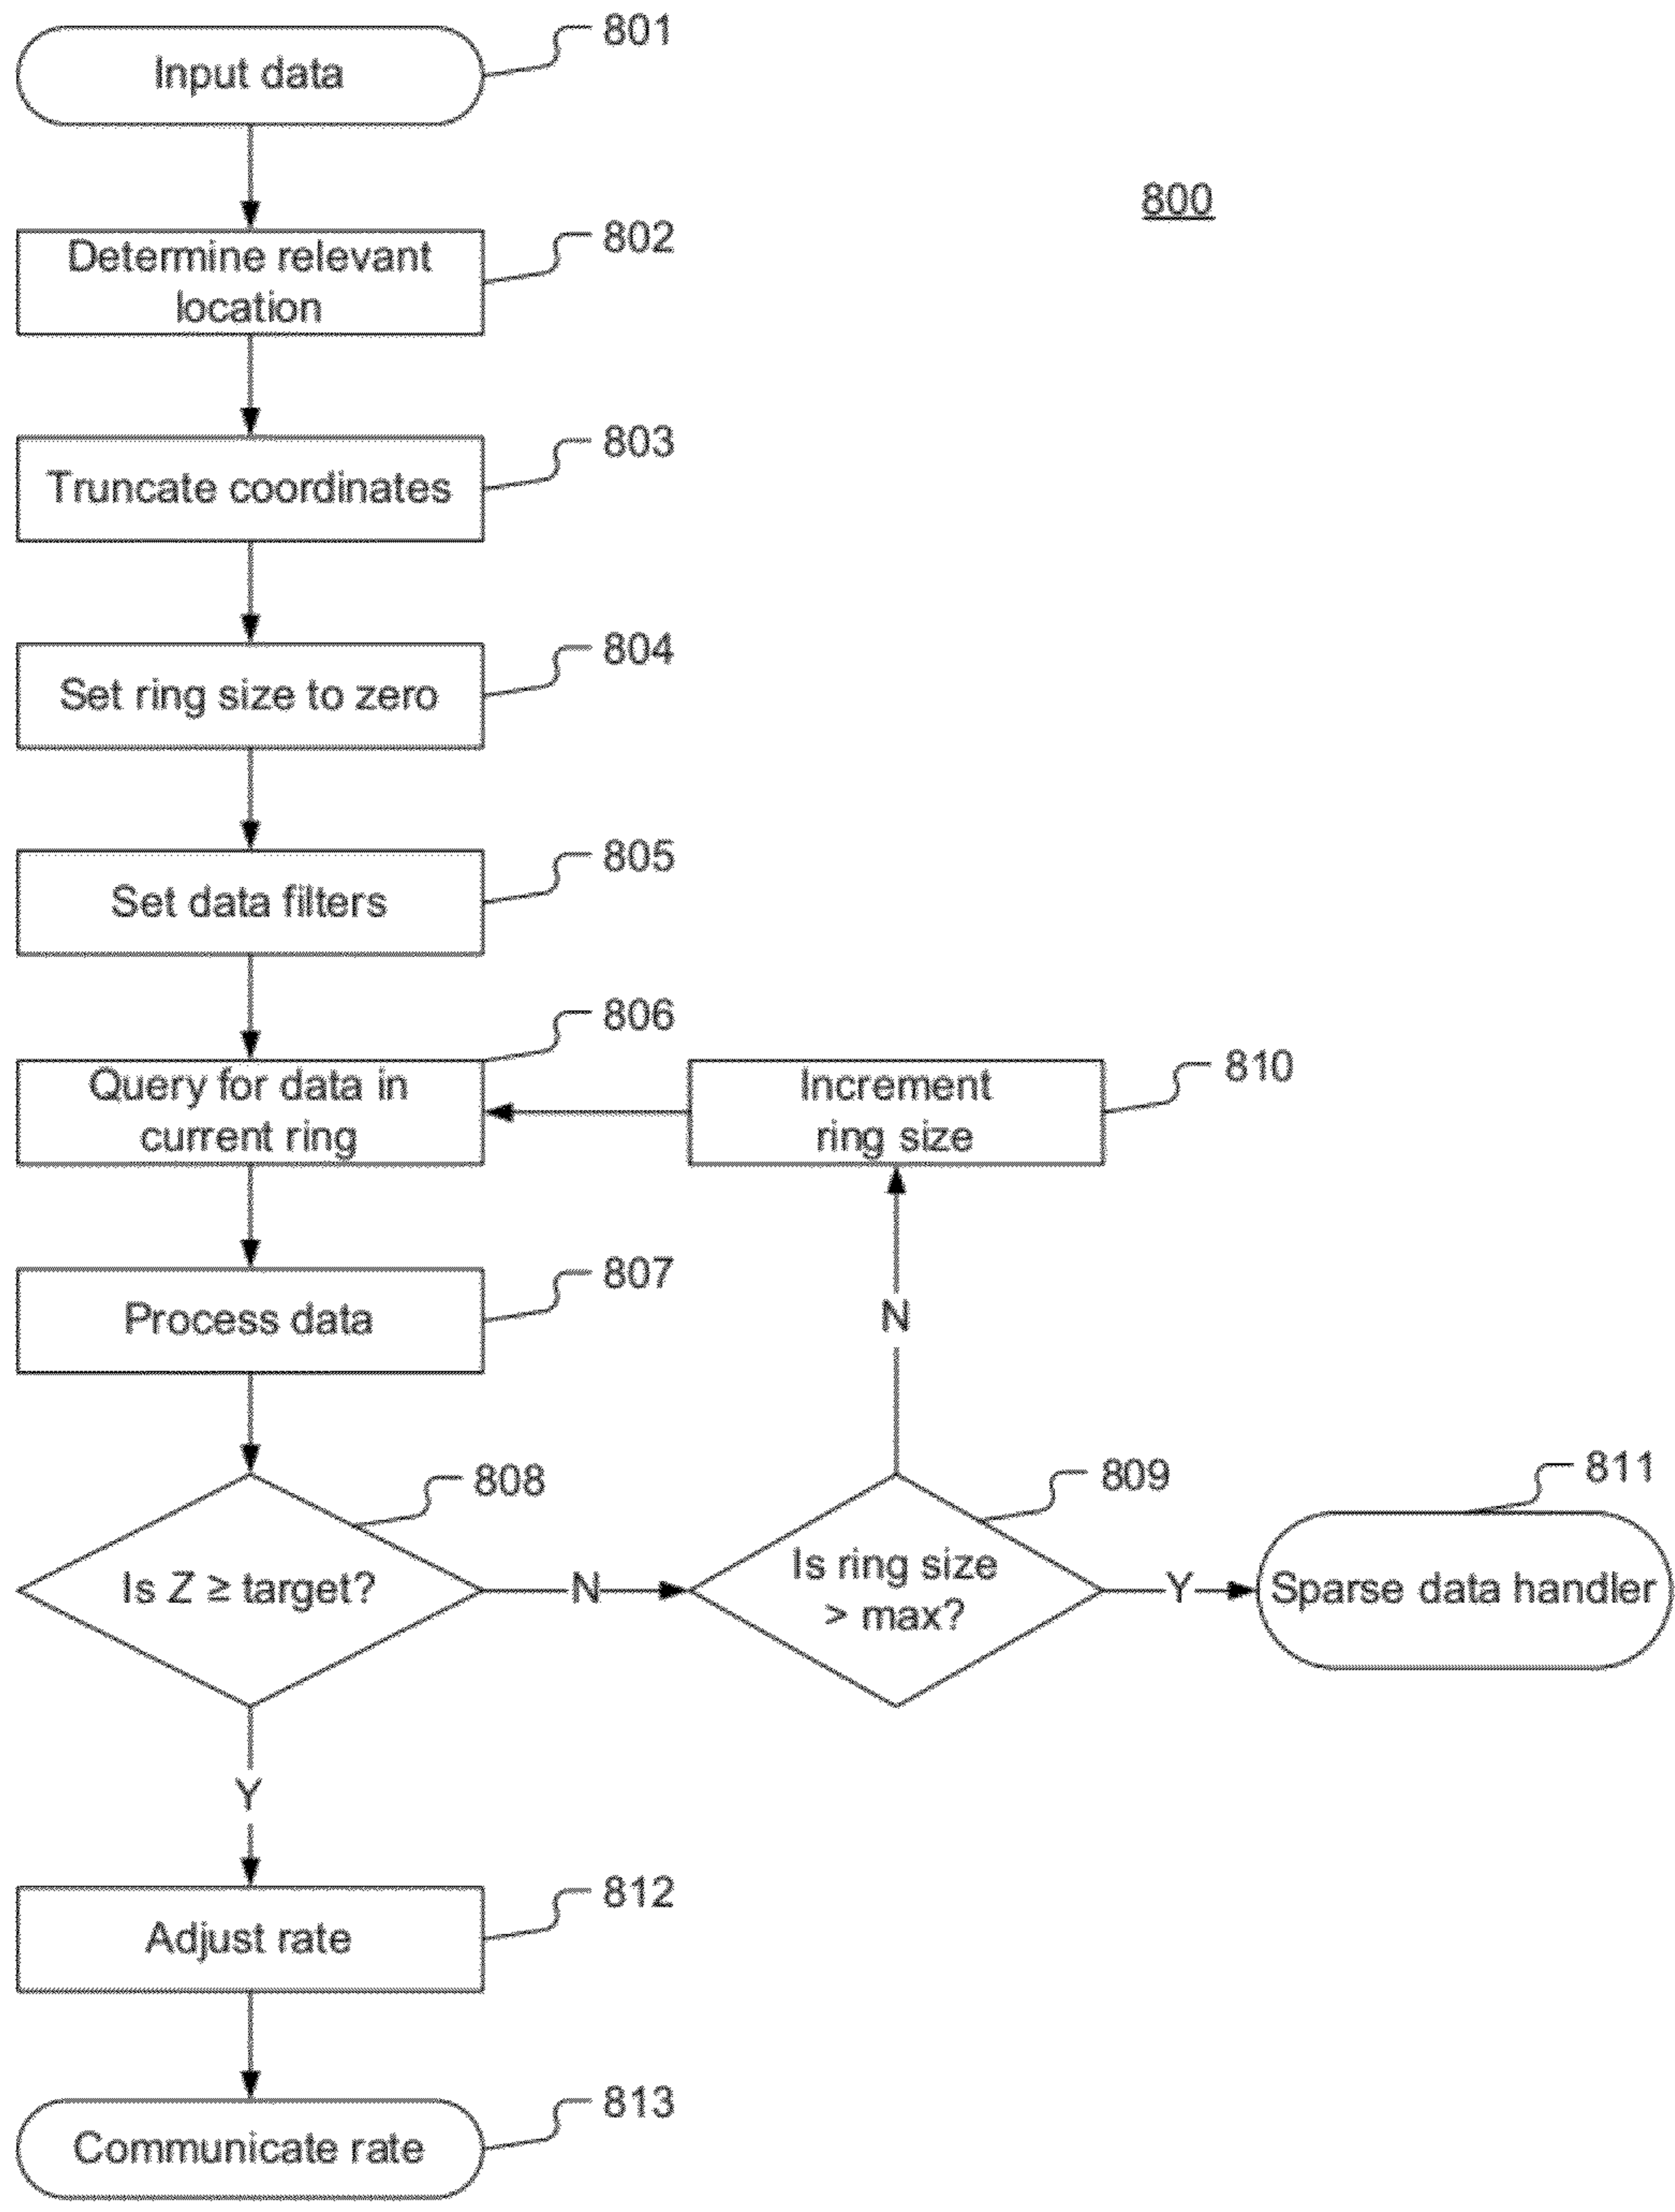 801
Input data
800
802
Determine relevant
location
803
Truncate coordinates
804
Set ring size to zero
805
Set data filters
806
Query for data in
current ring
810
Increment
ring size
807
Process data
N
808
Is Z ≥ target?
N
809
Is ring size
> max?
Y
811
Sparse data handler
Y
812
Adjust rate
813
Communicate rate